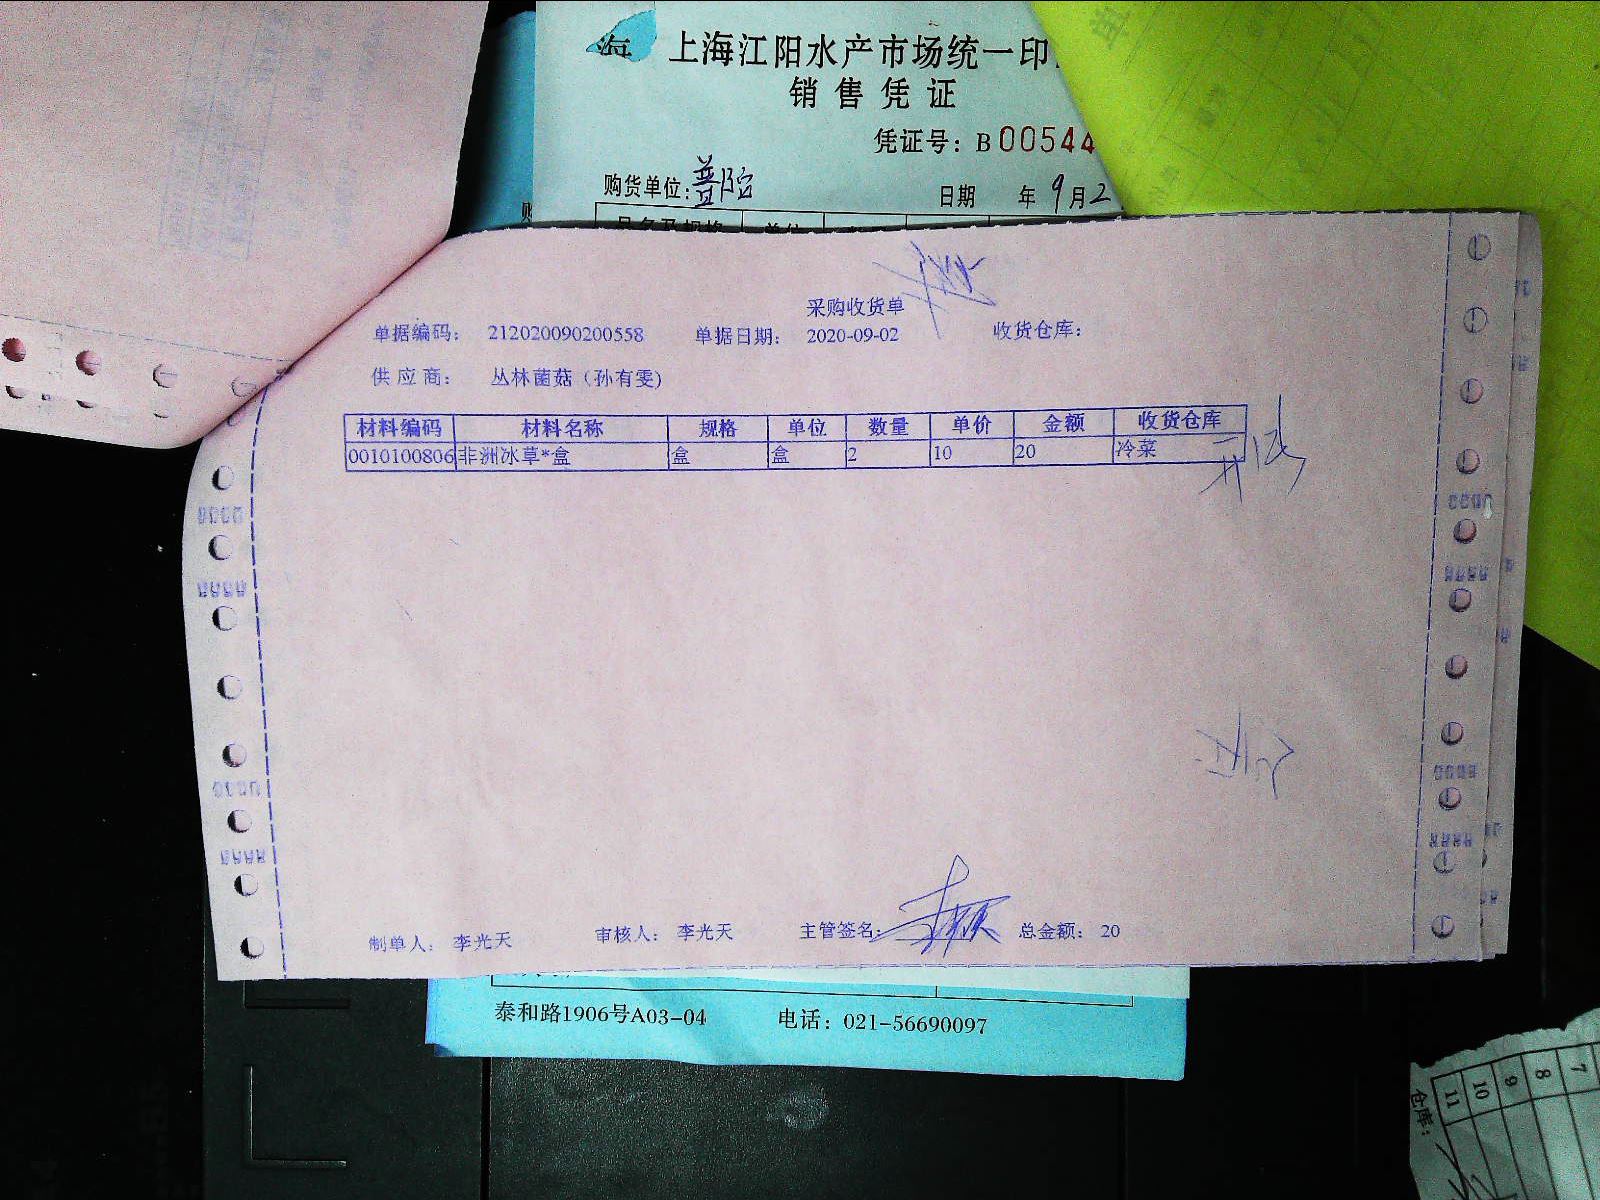 上海江阳水产市场统一印
销售凭证
凭证号：B00544
购货单位：普陀 日期 年9月2
采购收货单
单据编码： 212020090200558 单据日期： 2020-09-02 收货仓库：
供应商： 丛林菌菇（孙有雯）
材料编码 材料名称 规格 单位 数量 单价 金额 收货仓库
0010100806 非洲冰草*盒 盒 盒 2 10 20 冷菜
制单人： 李光天 审核人： 李光天 主管签名： 总金额： 20
泰和路1906号A03-04 电话：021-56690097
仓库：
11 10 9 8 7